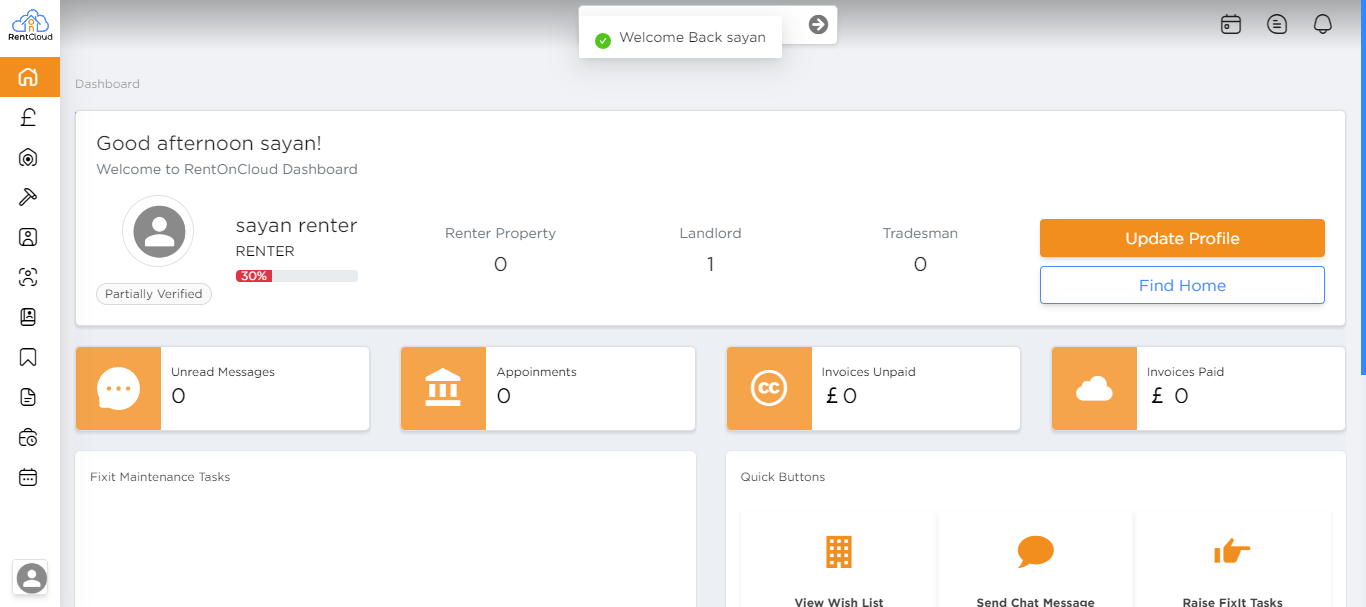 RentCloud
Welcome Back sayan
Dashboard
Good afternoon sayan!
Welcome to RentOnCloud Dashboard
sayan renter
RENTER
30%
Partially Verified
Renter Property
0
Landlord
1
Tradesman
0
Update Profile
Find Home
Unread Messages
0
Appoinments
0
CC
Invoices Unpaid
£ 0
Invoices Paid
£ 0
Fixit Maintenance Tasks
Quick Buttons
View Wish List
Send Chat Message
Raise FixIt Tasks